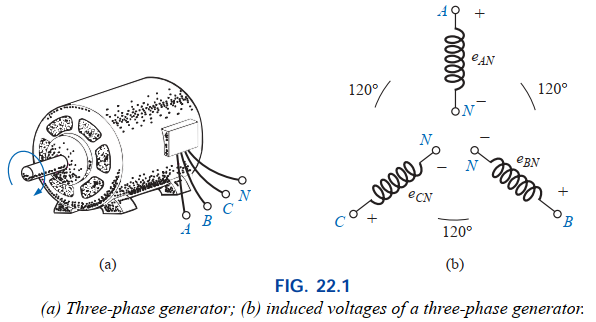 A +
e_AN
120° 120°
N −
N − − N
e_CN e_BN
C + + B
120°
A B C N
(a) (b)
FIG. 22.1
(a) Three-phase generator; (b) induced voltages of a three-phase generator.